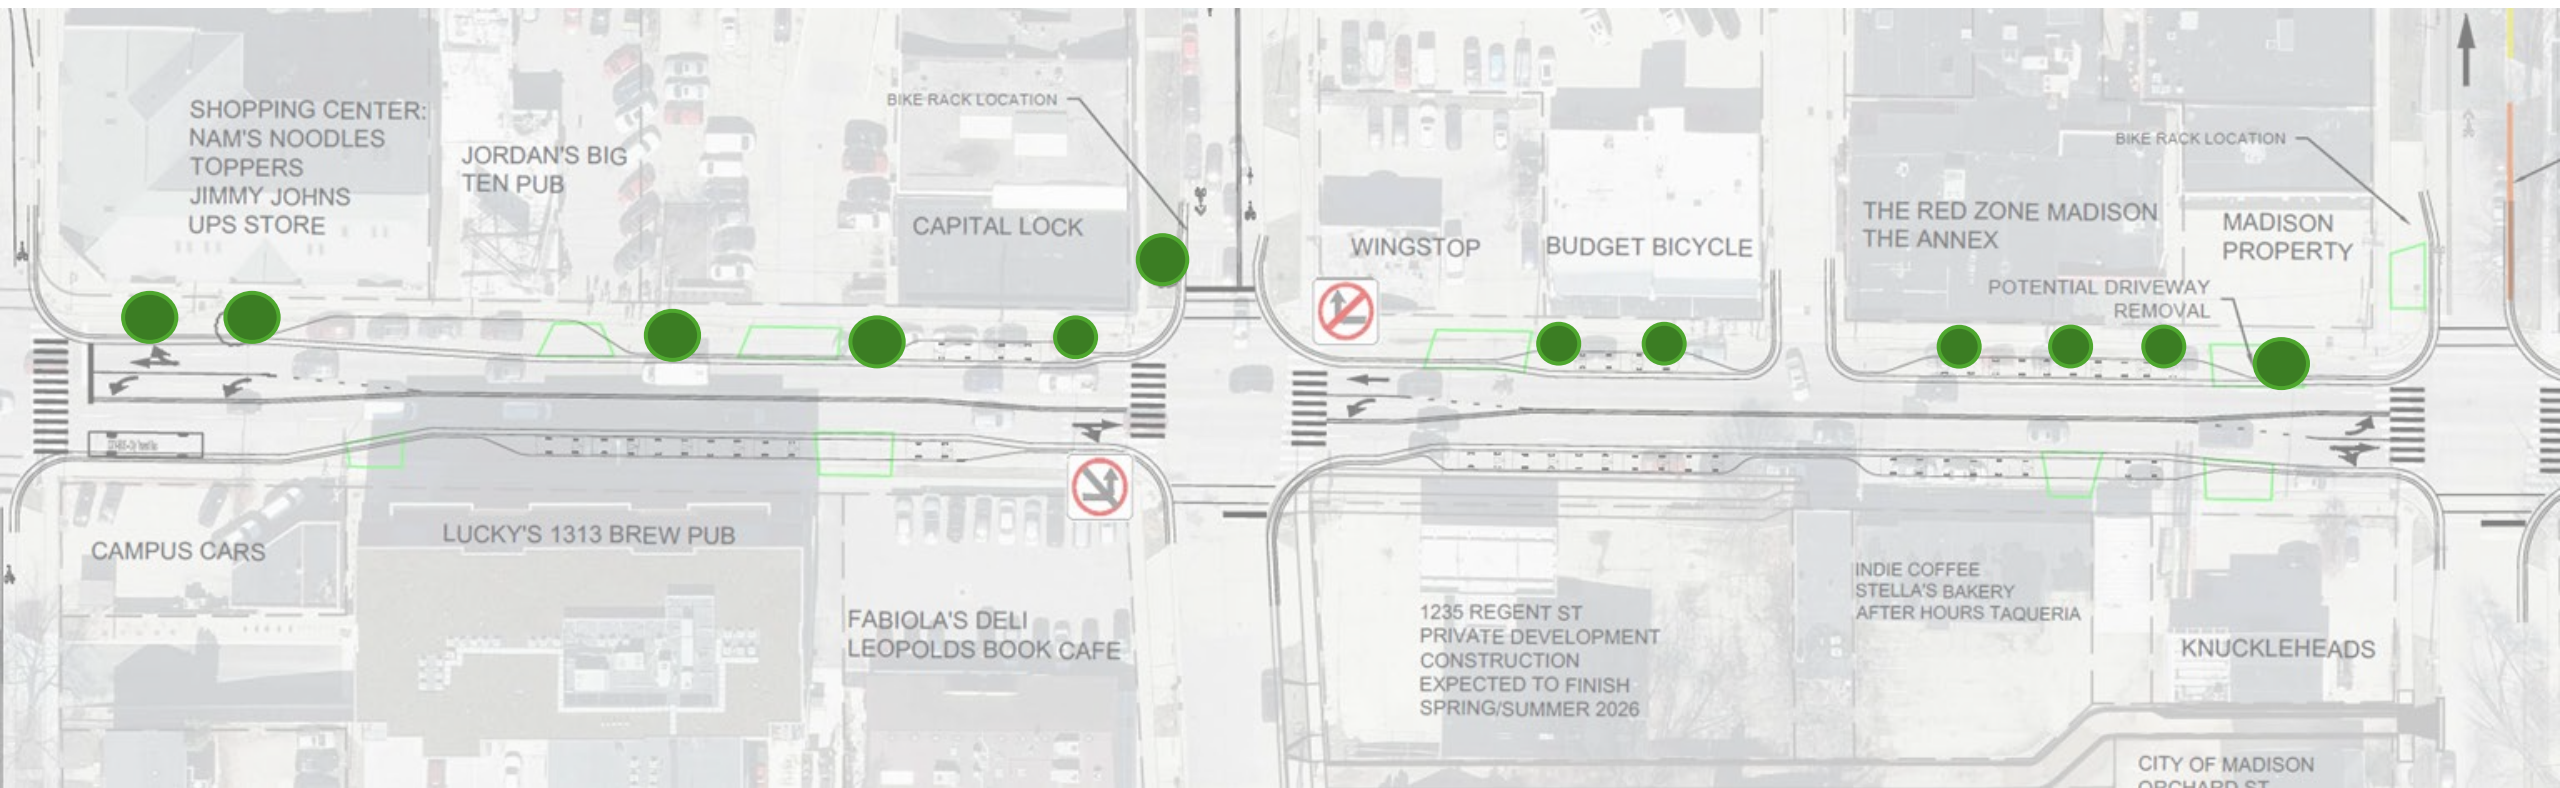 SHOPPING CENTER:
NAM'S NOODLES
TOPPERS
JIMMY JOHNS
UPS STORE
JORDAN'S BIG
TEN PUB
BIKE RACK LOCATION
CAPITAL LOCK
WINGSTOP
BUDGET BICYCLE
THE RED ZONE MADISON
THE ANNEX
BIKE RACK LOCATION
MADISON
PROPERTY
POTENTIAL DRIVEWAY
REMOVAL
CAMPUS CARS
LUCKY'S 1313 BREW PUB
FABIOLA'S DELI
LEOPOLDS BOOK CAFE
1235 REGENT ST
PRIVATE DEVELOPMENT
CONSTRUCTION
EXPECTED TO FINISH
SPRING/SUMMER 2026
INDIE COFFEE
STELLA'S BAKERY
AFTER HOURS TAQUERIA
KNUCKLEHEADS
CITY OF MADISON
ORCHARD ST